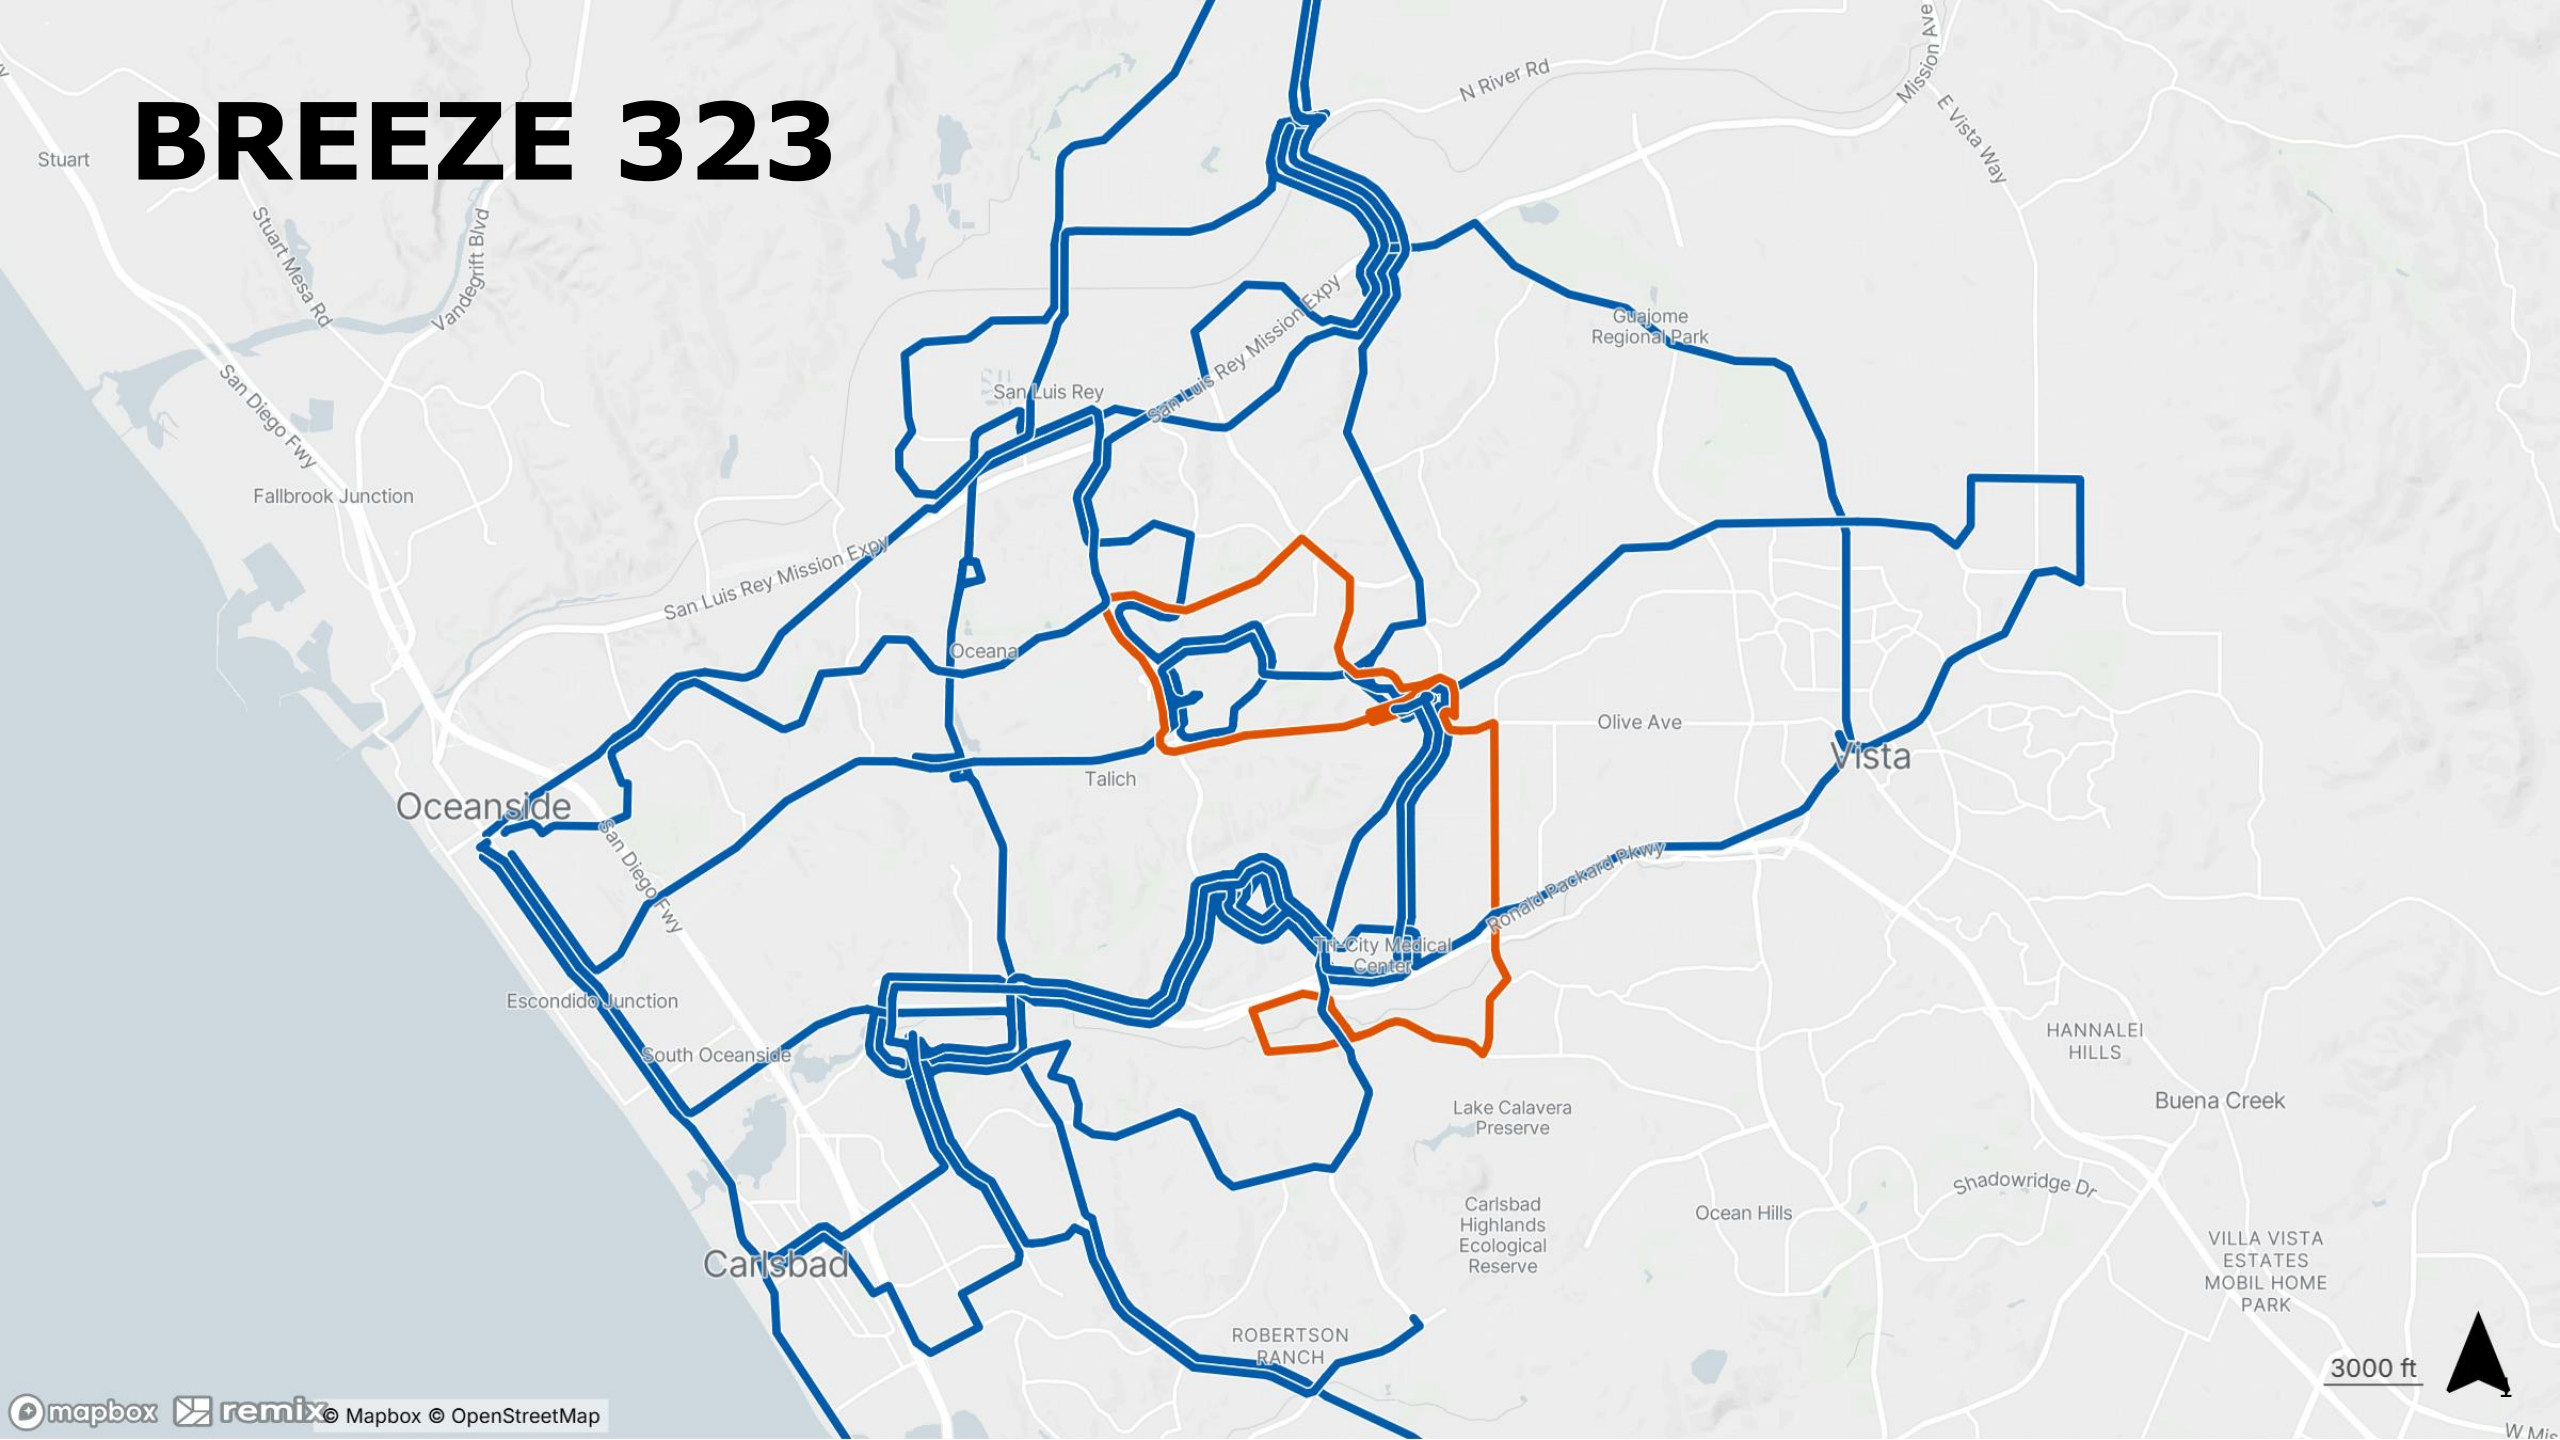 BREEZE 323
N River Rd
Mission Ave
E Vista Way
Stuart
Stuart Mesa Rd
Vandegrift Blvd
San Luis Rey Mission Expy
Guajome
Regional Park
San Diego Fwy
San Luis Rey
San Luis Rey Mission Expy
Fallbrook Junction
Oceana
Olive Ave
Vista
Talich
Oceanside
San Diego Fwy
Ronald Packard Pkwy
Tri-City Medical
Center
Escondido Junction
South Oceanside
HANNALEI
HILLS
Buena Creek
Lake Calavera
Preserve
Shadowridge Dr
Carlsbad
Highlands
Ecological
Reserve
Ocean Hills
VILLA VISTA
ESTATES
MOBIL HOME
PARK
Carlsbad
ROBERTSON
RANCH
3000 ft
1
mapbox remix © Mapbox © OpenStreetMap
W Mis